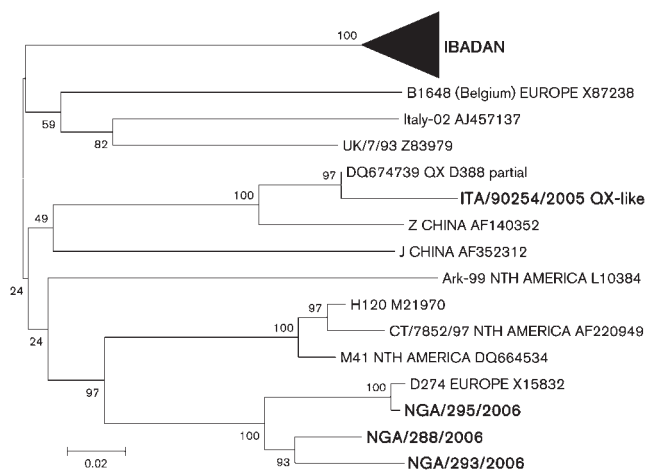 100
IBADAN
B1648 (Belgium) EUROPE X87238
59
Italy-02 AJ457137
82
UK/7/93 Z83979
DQ674739 QX D388 partial
97
ITA/90254/2005 QX-like
100
49
Z CHINA AF140352
J CHINA AF352312
24
Ark-99 NTH AMERICA L10384
H120 M21970
97
24
100
CT/7852/97 NTH AMERICA AF220949
M41 NTH AMERICA DQ664534
97
100
D274 EUROPE X15832
NGA/295/2006
100
NGA/288/2006
93
NGA/293/2006
0.02